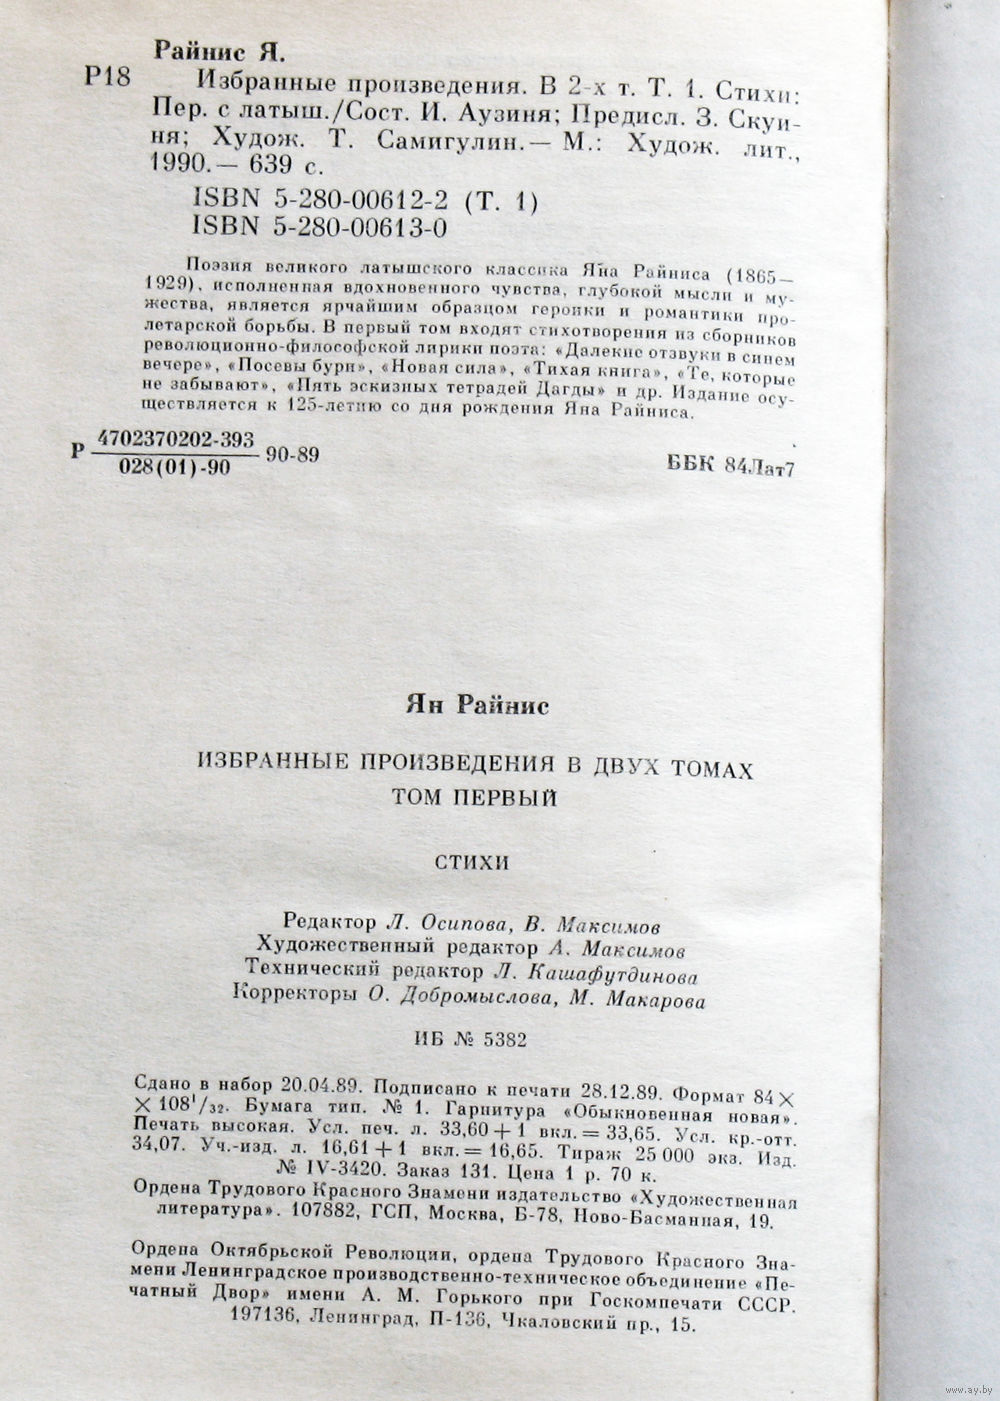 Райнис Я.
Р18 Избранные произведения. В 2-х т. Т. 1. Стихи:
Пер. с латыш./Сост. И. Аузиня; Предисл. З. Скуи-
ня; Худож. Т. Самигулин.— М.: Худож. лит.,
1990.— 639 с.
ISBN 5-280-00612-2 (Т. 1)
ISBN 5-280-00613-0
Поэзия великого латышского классика Яна Райниса (1865—
1929), исполненная вдохновенного чувства, глубокой мысли и му-
жества, является ярчайшим образцом героики и романтики про-
летарской борьбы. В первый том входят стихотворения из сборников
революционно-философской лирики поэта: «Далекие отзвуки в синем
вечере», «Посевы бури», «Новая сила», «Тихая книга», «Те, которые
не забывают», «Пять эскизных тетрадей Дагды» и др. Издание осу-
ществляется к 125-летию со дня рождения Яна Райниса.
Р 4702370202-393
028(01)-90 90-89
ББК 84Лат7
Ян Райнис
ИЗБРАННЫЕ ПРОИЗВЕДЕНИЯ В ДВУХ ТОМАХ
ТОМ ПЕРВЫЙ
СТИХИ
Редактор Л. Осипова, В. Максимов
Художественный редактор А. Максимов
Технический редактор Л. Кашафутдинова
Корректоры О. Добромыслова, М. Макарова
ИБ № 5382
Сдано в набор 20.04.89. Подписано к печати 28.12.89. Формат 84×
×108¹/₃₂. Бумага тип. № 1. Гарнитура «Обыкновенная новая».
Печать высокая. Усл. печ. л. 33,60+1 вкл.=33,65. Усл. кр.-отт.
34,07. Уч.-изд. л. 16,61+1 вкл.=16,65. Тираж 25 000 экз. Изд.
№ IV-3420. Заказ 131. Цена 1 р. 70 к.
Ордена Трудового Красного Знамени издательство «Художественная
литература». 107882, ГСП, Москва, Б-78, Ново-Басманная, 19.
Ордена Октябрьской Революции, ордена Трудового Красного Зна-
мени Ленинградское производственно-техническое объединение «Пе-
чатный Двор» имени А. М. Горького при Госкомпечати СССР.
197136, Ленинград, П-136, Чкаловский пр., 15.
www.ay.by